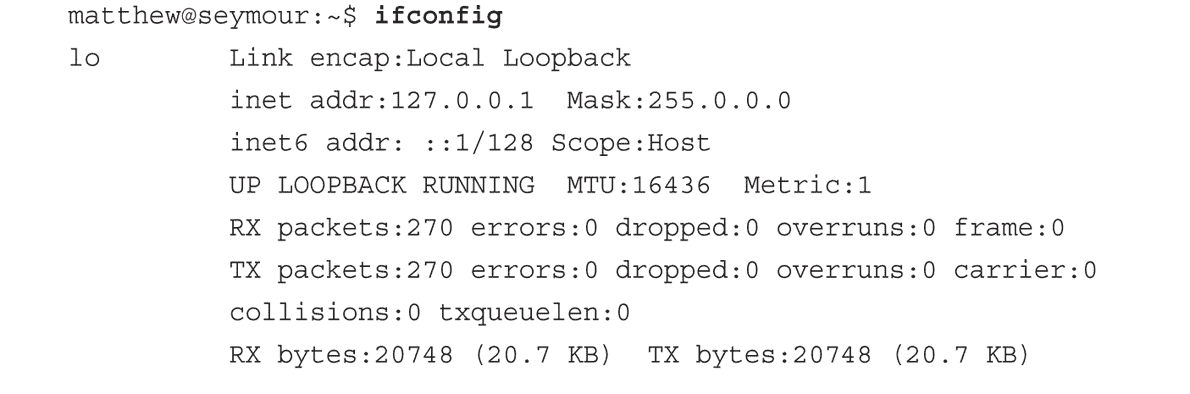 matthew@seymour:~$ ifconfig
lo        Link encap:Local Loopback
          inet addr:127.0.0.1  Mask:255.0.0.0
          inet6 addr: ::1/128 Scope:Host
          UP LOOPBACK RUNNING  MTU:16436  Metric:1
          RX packets:270 errors:0 dropped:0 overruns:0 frame:0
          TX packets:270 errors:0 dropped:0 overruns:0 carrier:0
          collisions:0 txqueuelen:0
          RX bytes:20748 (20.7 KB)  TX bytes:20748 (20.7 KB)